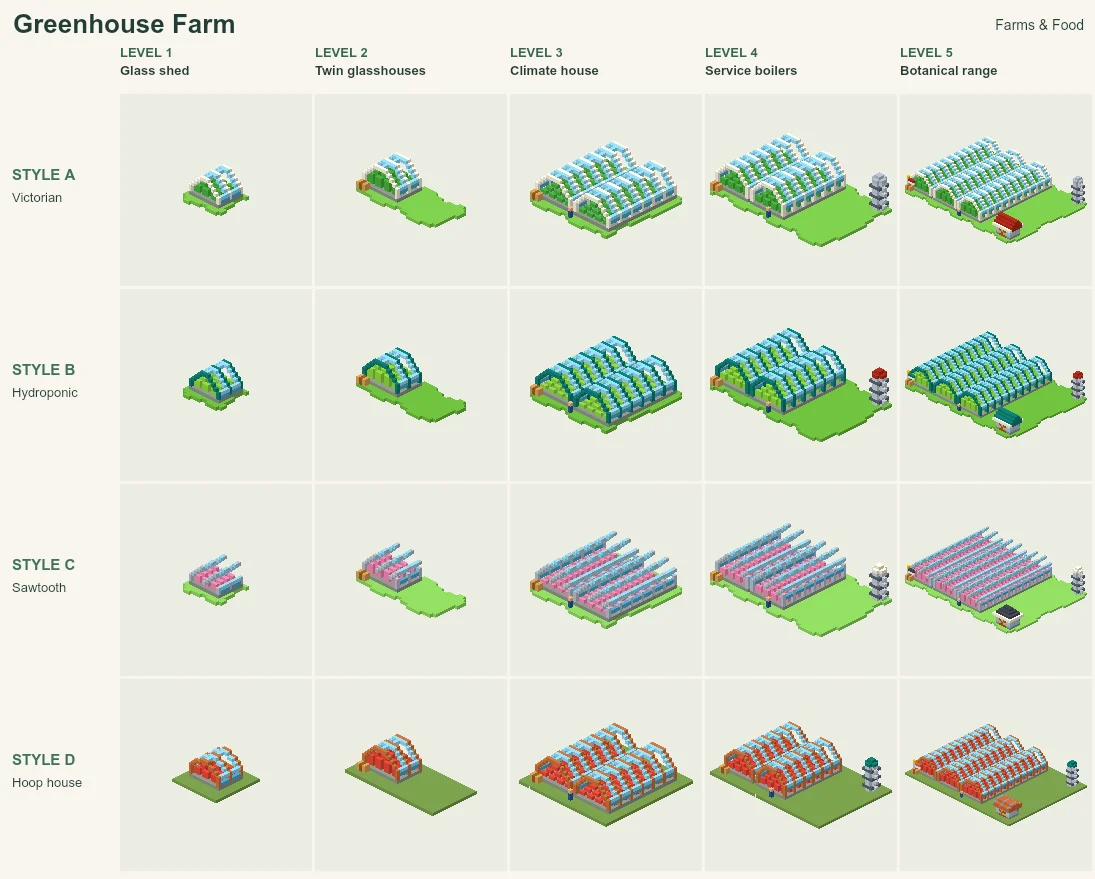 Greenhouse Farm
Farms & Food
LEVEL 1
Glass shed
LEVEL 2
Twin glasshouses
LEVEL 3
Climate house
LEVEL 4
Service boilers
LEVEL 5
Botanical range
STYLE A
Victorian
STYLE B
Hydroponic
STYLE C
Sawtooth
STYLE D
Hoop house